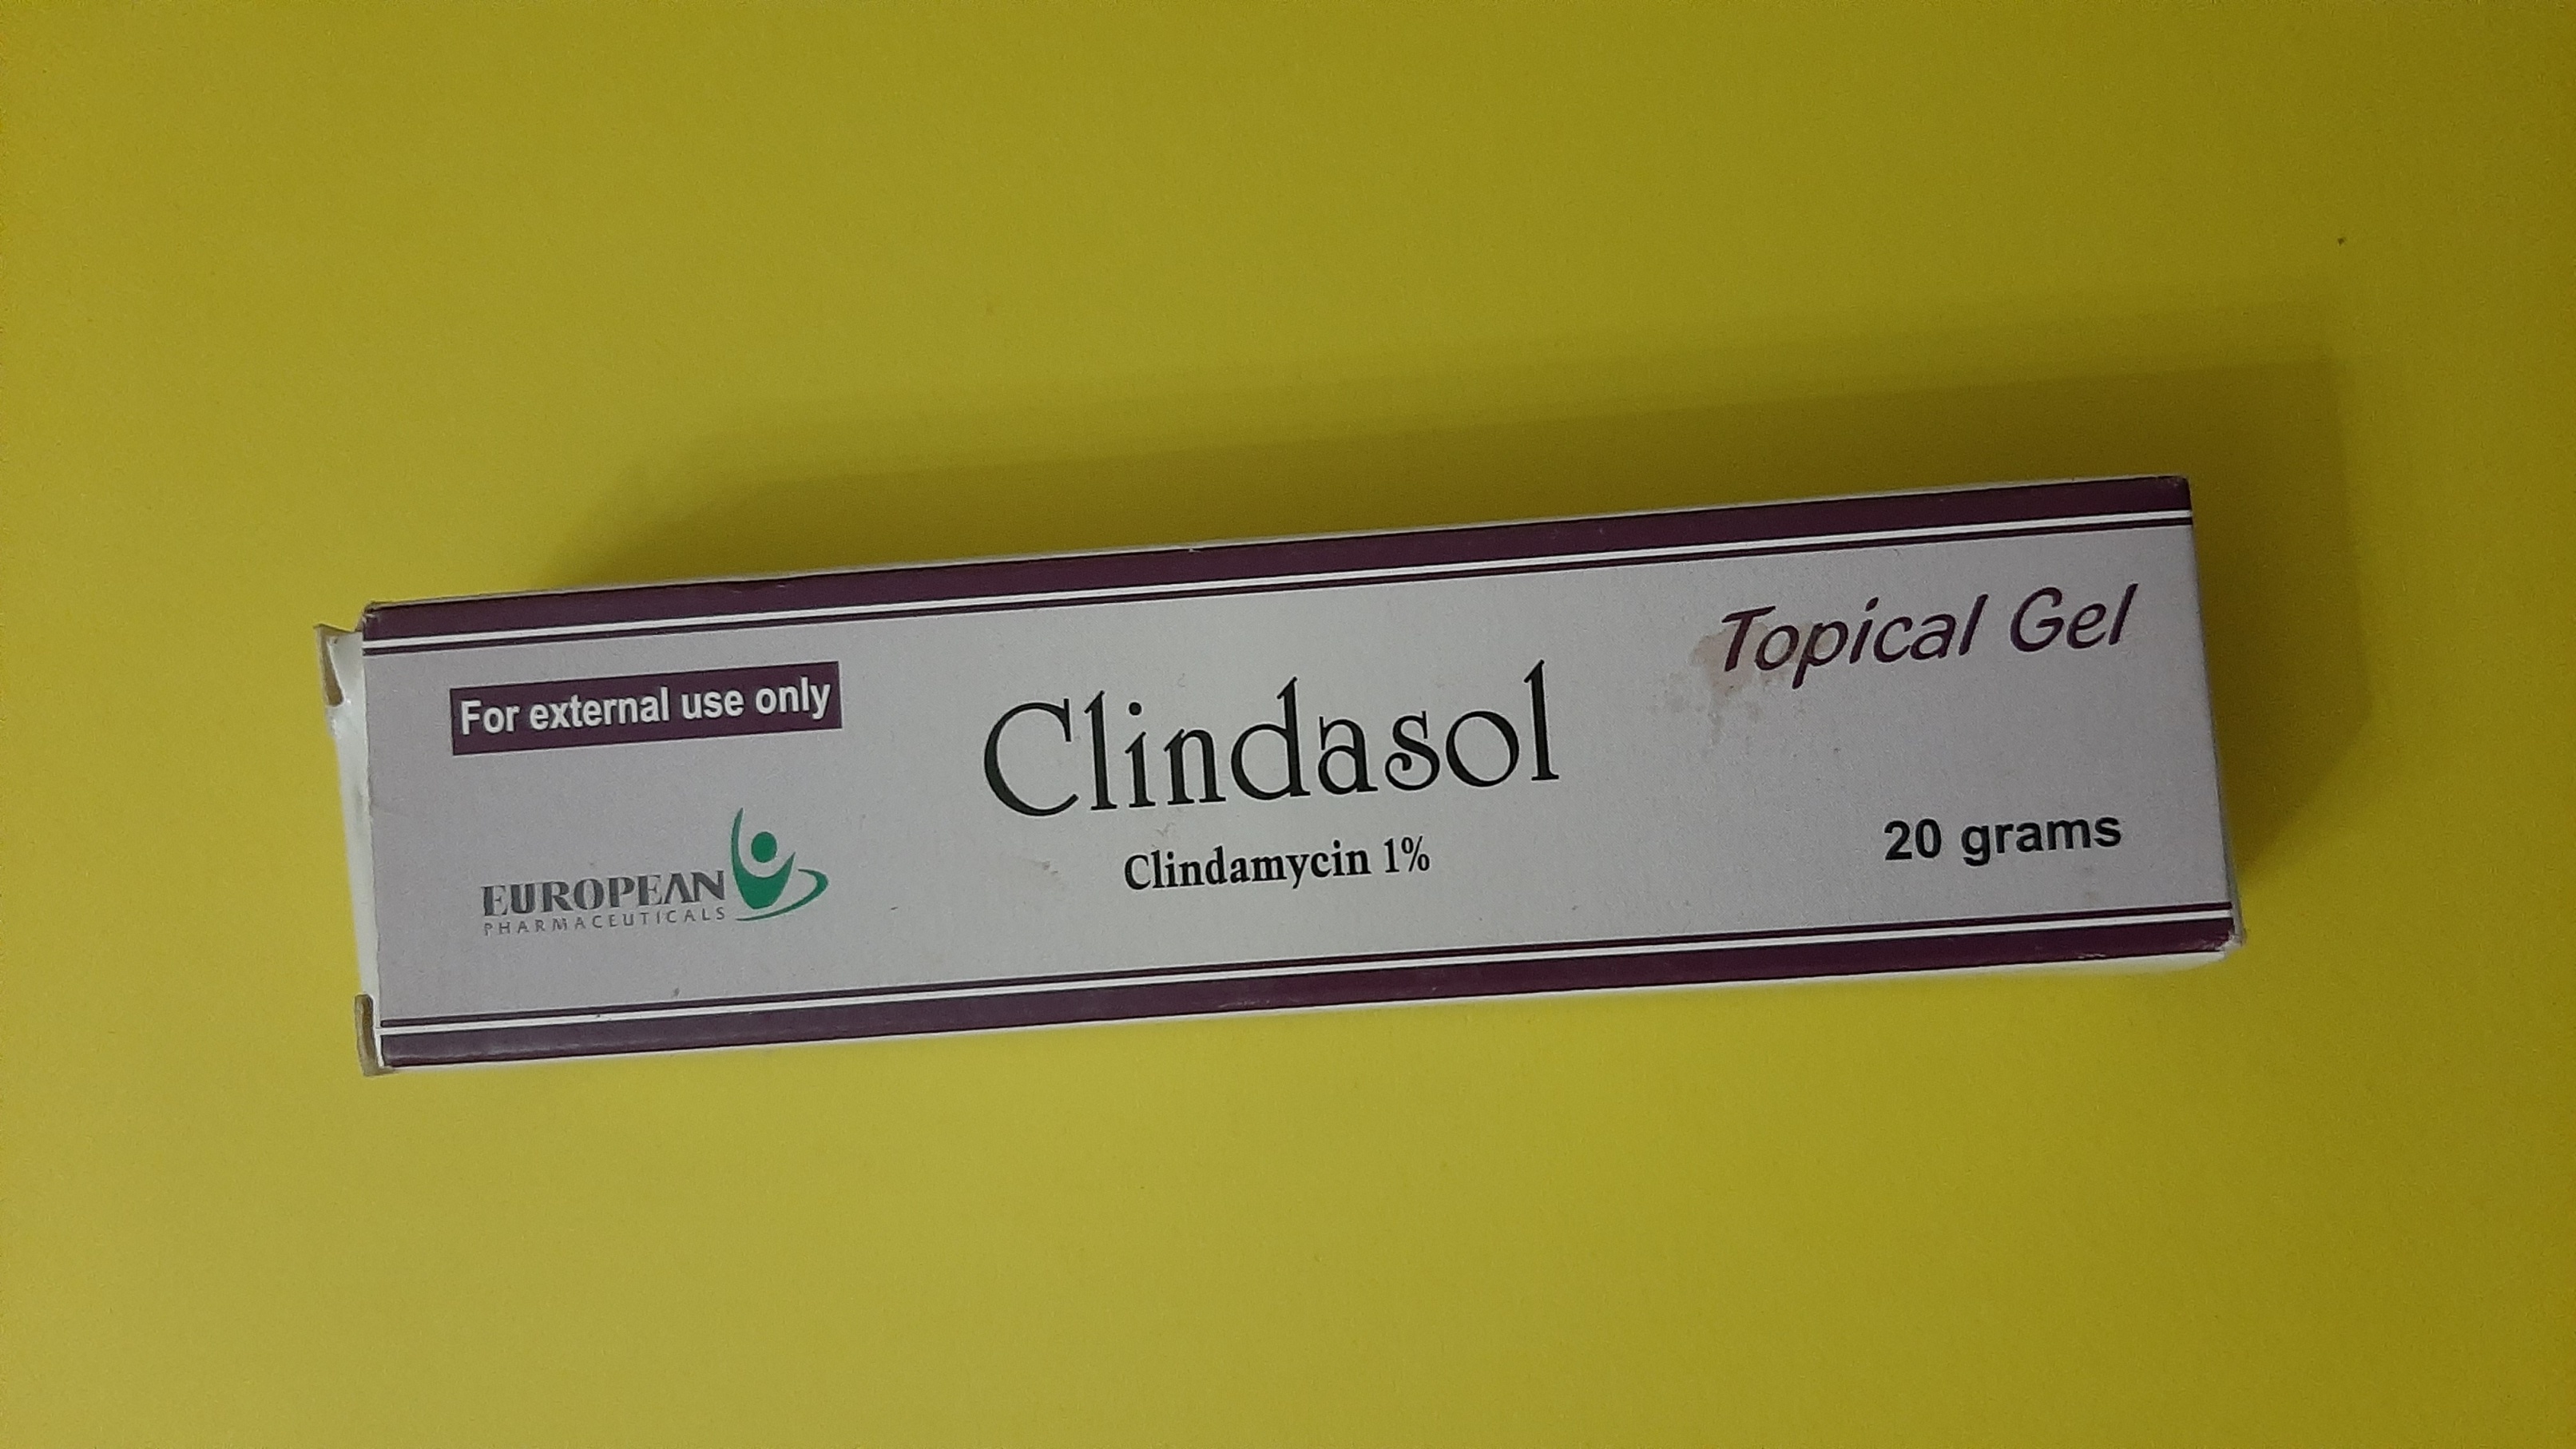 For external use only
EUROPEAN
PHARMACEUTICALS
Clindasol
Clindamycin 1%
Topical Gel
20 grams